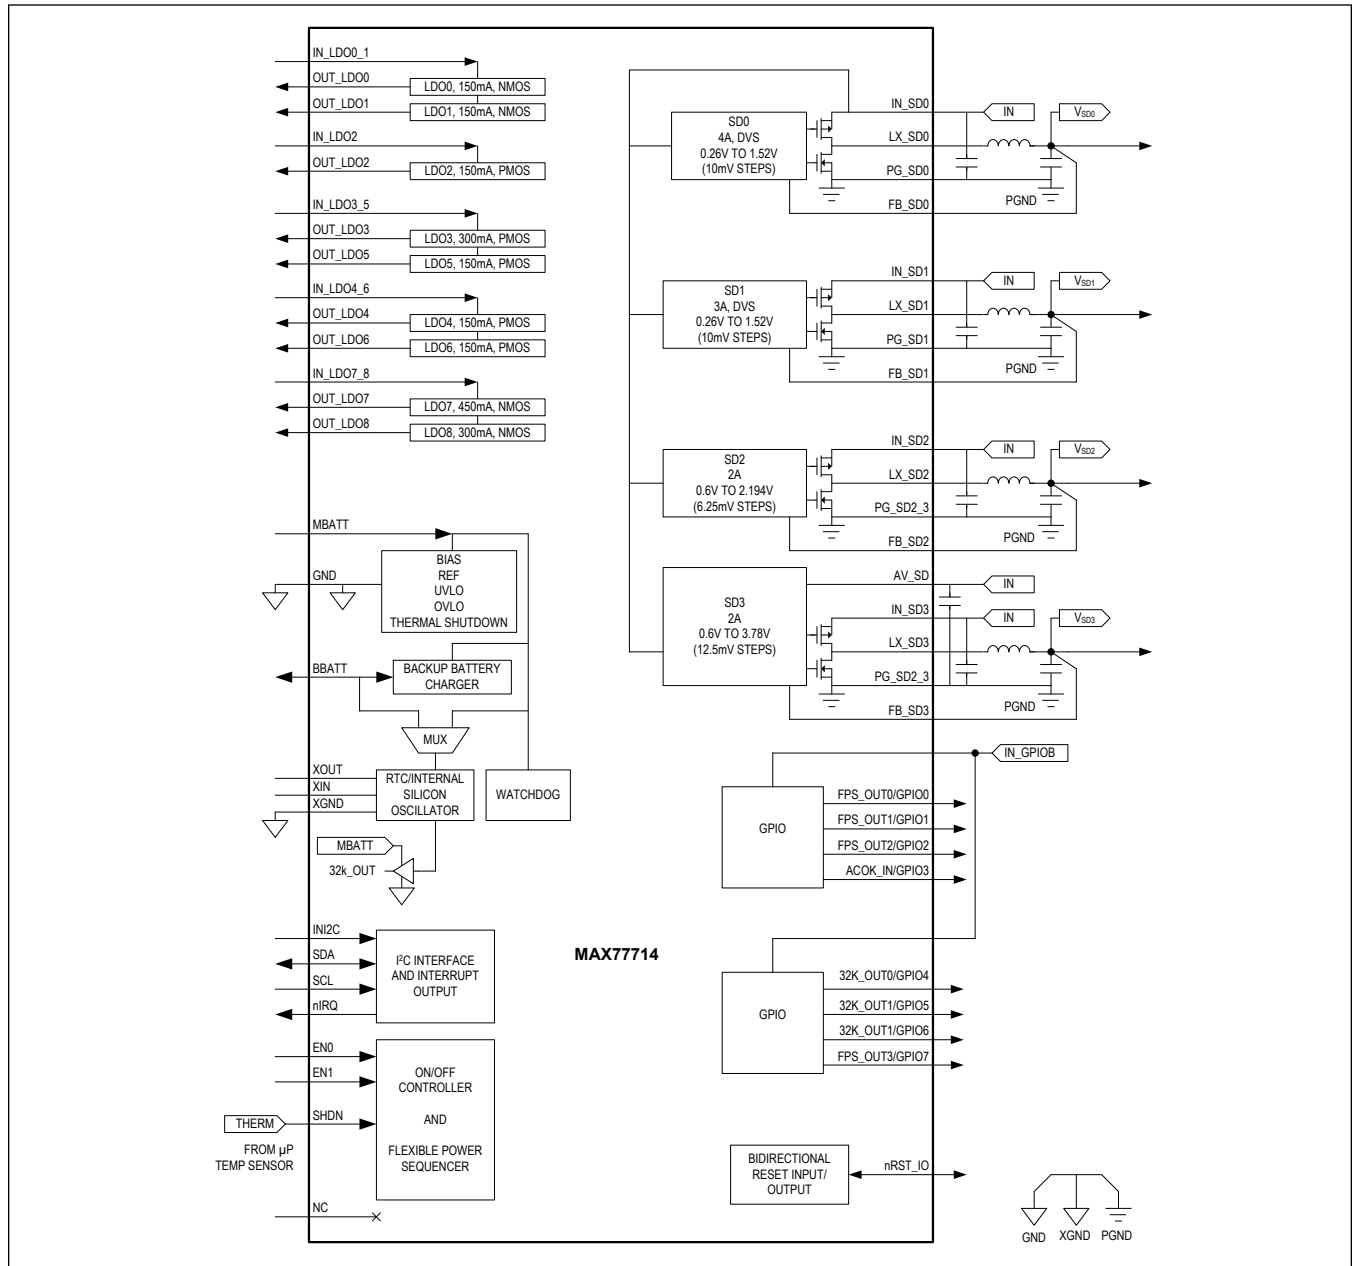 IN_LDO0_1
OUT_LDO0
LDO0, 150mA, NMOS
OUT_LDO1
LDO1, 150mA, NMOS
IN_LDO2
OUT_LDO2
LDO2, 150mA, PMOS
IN_LDO3_5
OUT_LDO3
LDO3, 300mA, PMOS
OUT_LDO5
LDO5, 150mA, PMOS
IN_LDO4_6
OUT_LDO4
LDO4, 150mA, PMOS
OUT_LDO6
LDO6, 150mA, PMOS
IN_LDO7_8
OUT_LDO7
LDO7, 450mA, NMOS
OUT_LDO8
LDO8, 300mA, NMOS
MBATT
GND
BIAS
REF
UVLO
OVLO
THERMAL SHUTDOWN
BBATT
BACKUP BATTERY
CHARGER
MUX
XOUT
XIN
XGND
RTC/INTERNAL
SILICON
OSCILLATOR
WATCHDOG
MBATT
32k_OUT
INI2C
SDA
SCL
nIRQ
I²C INTERFACE
AND INTERRUPT
OUTPUT
EN0
EN1
THERM
SHDN
FROM µP
TEMP SENSOR
ON/OFF
CONTROLLER
AND
FLEXIBLE POWER
SEQUENCER
NC
MAX77714
SD0
4A, DVS
0.26V TO 1.52V
(10mV STEPS)
IN_SD0
IN
VSD0
LX_SD0
PG_SD0
PGND
FB_SD0
SD1
3A, DVS
0.26V TO 1.52V
(10mV STEPS)
IN_SD1
IN
VSD1
LX_SD1
PG_SD1
PGND
FB_SD1
SD2
2A
0.6V TO 2.194V
(6.25mV STEPS)
IN_SD2
IN
VSD2
LX_SD2
PG_SD2_3
PGND
FB_SD2
SD3
2A
0.6V TO 3.78V
(12.5mV STEPS)
AV_SD
IN
IN_SD3
IN
VSD3
LX_SD3
PG_SD2_3
PGND
FB_SD3
IN_GPIOB
GPIO
FPS_OUT0/GPIO0
FPS_OUT1/GPIO1
FPS_OUT2/GPIO2
ACOK_IN/GPIO3
GPIO
32K_OUT0/GPIO4
32K_OUT1/GPIO5
32K_OUT1/GPIO6
FPS_OUT3/GPIO7
BIDIRECTIONAL
RESET INPUT/
OUTPUT
nRST_IO
GND
XGND
PGND